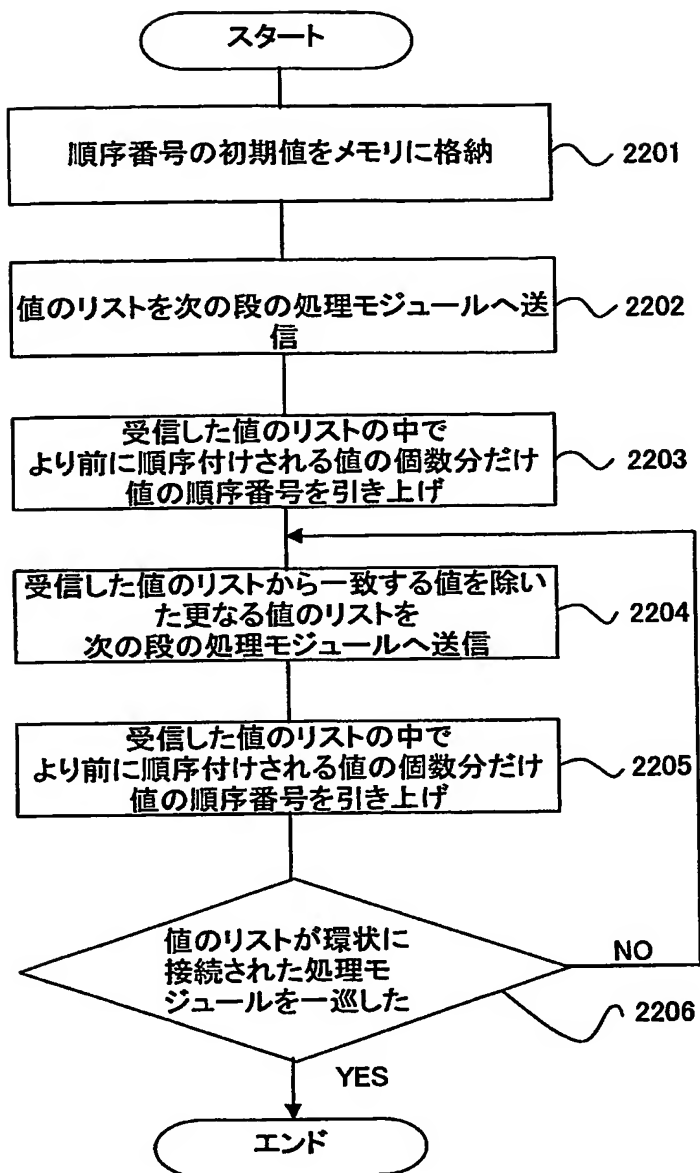 スタート
順序番号の初期値をメモリに格納
2201
値のリストを次の段の処理モジュールへ送
信
2202
受信した値のリストの中で
より前に順序付けされる値の個数分だけ
値の順序番号を引き上げ
2203
受信した値のリストから一致する値を除い
た更なる値のリストを
次の段の処理モジュールへ送信
2204
受信した値のリストの中で
より前に順序付けされる値の個数分だけ
値の順序番号を引き上げ
2205
値のリストが環状に
接続された処理モ
ジュールを一巡した
NO
2206
YES
エンド